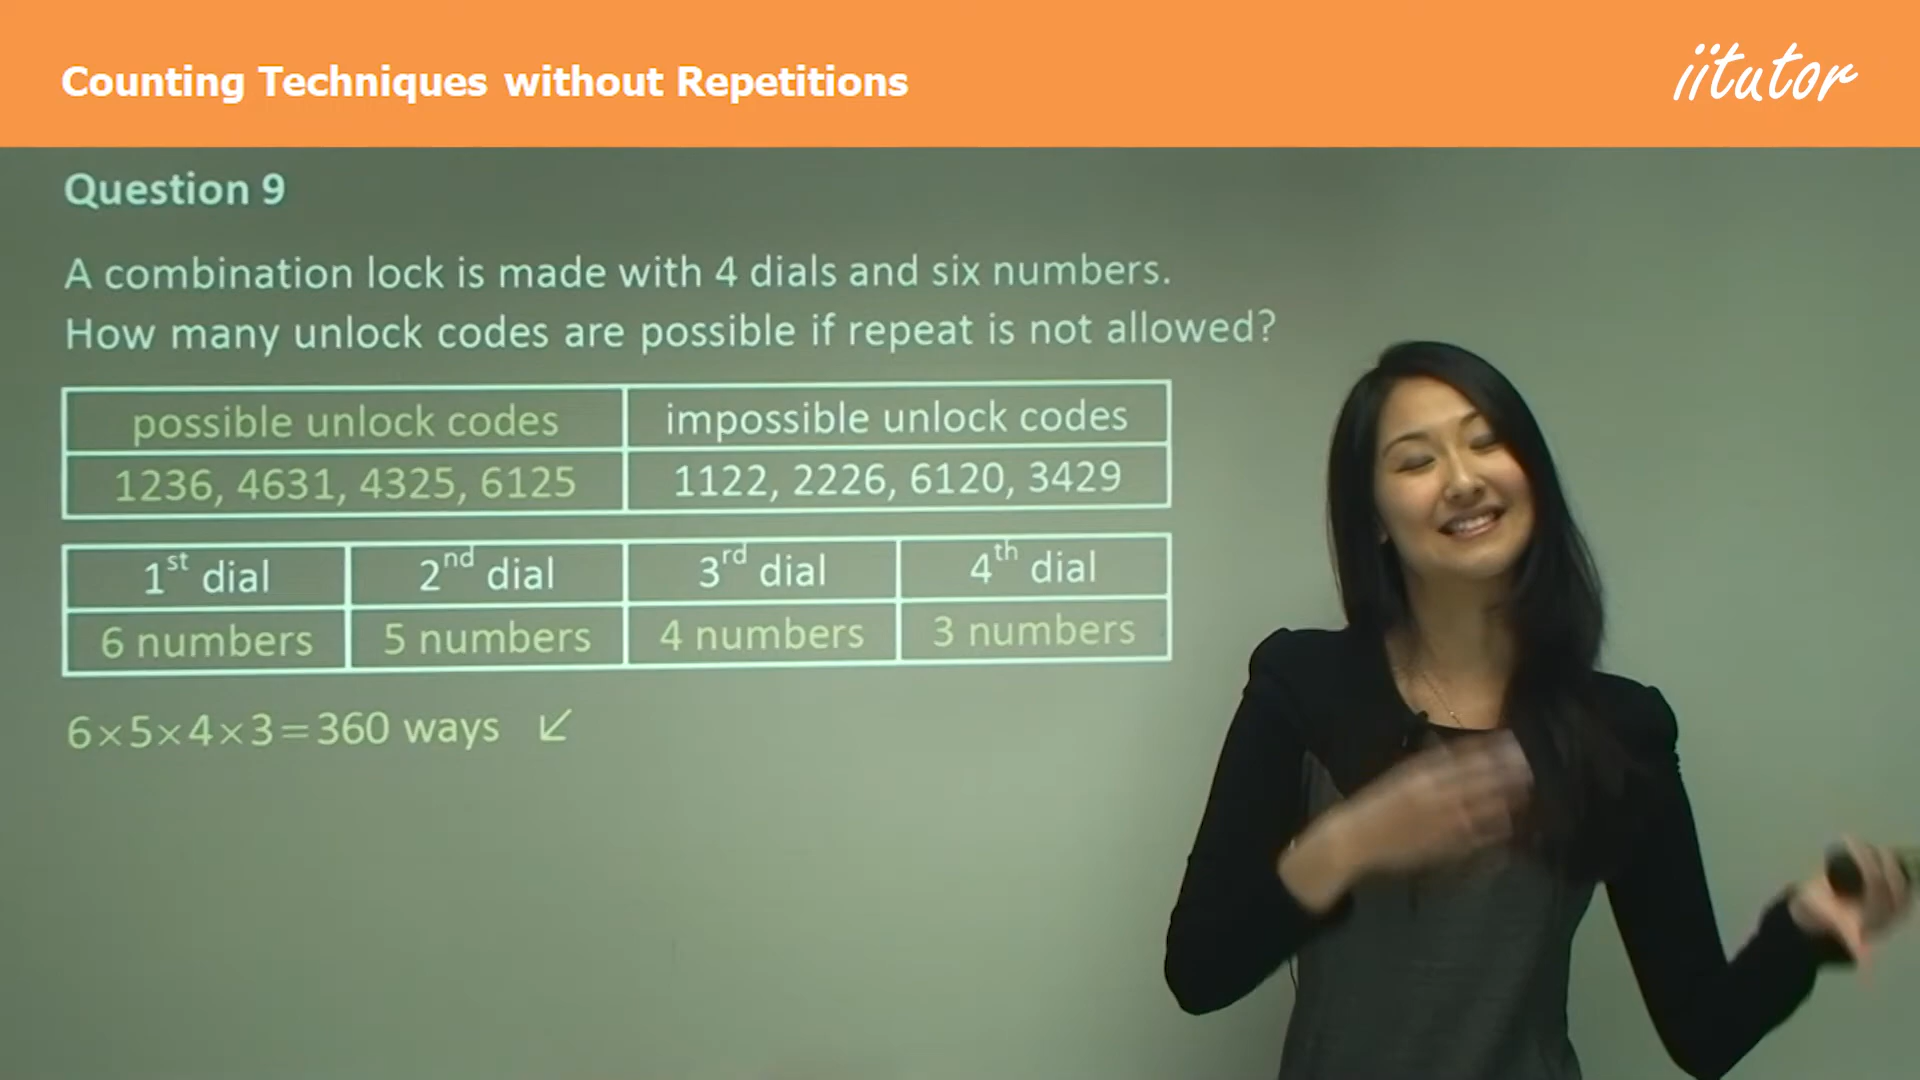 Counting Techniques without Repetitions
iitutor
Question 9
A combination lock is made with 4 dials and six numbers.
How many unlock codes are possible if repeat is not allowed?
possible unlock codes impossible unlock codes
1236, 4631, 4325, 6125 1122, 2226, 6120, 3429
1st dial 2nd dial 3rd dial 4th dial
6 numbers 5 numbers 4 numbers 3 numbers
6×5×4×3=360 ways ↙